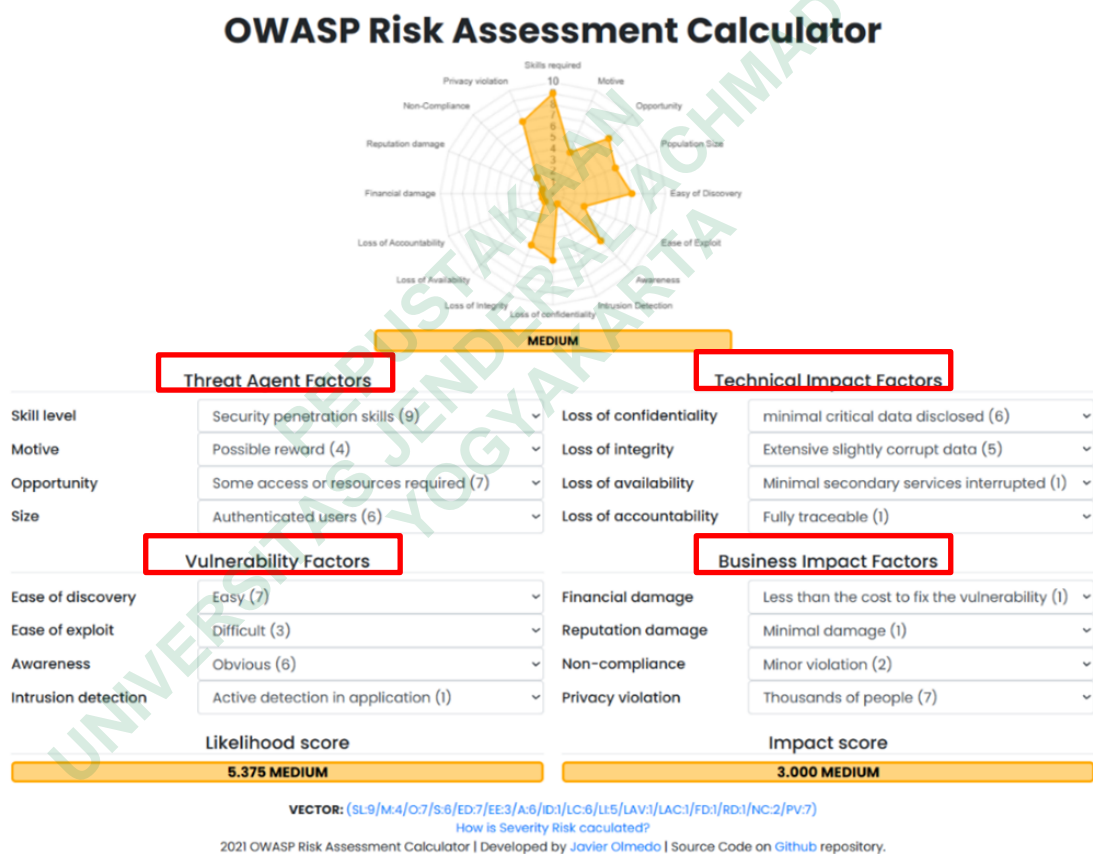 OWASP Risk Assessment Calculator
Skills required
Privacy violation
Motive
Non-Compliance
Opportunity
Reputation damage
Population Size
Financial damage
Easy of Discovery
Loss of Accountability
Ease of Exploit
Loss of Availability
Awareness
Loss of Integrity
Intrusion Detection
Loss of confidentiality
10
8
7
6
5
4
3
2
1
MEDIUM
Threat Agent Factors
Skill level Security penetration skills (9)
Motive Possible reward (4)
Opportunity Some access or resources required (7)
Size Authenticated users (6)
Technical Impact Factors
Loss of confidentiality minimal critical data disclosed (6)
Loss of integrity Extensive slightly corrupt data (5)
Loss of availability Minimal secondary services interrupted (1)
Loss of accountability Fully traceable (1)
Vulnerability Factors
Ease of discovery Easy (7)
Ease of exploit Difficult (3)
Awareness Obvious (6)
Intrusion detection Active detection in application (1)
Business Impact Factors
Financial damage Less than the cost to fix the vulnerability (1)
Reputation damage Minimal damage (1)
Non-compliance Minor violation (2)
Privacy violation Thousands of people (7)
Likelihood score
5.375 MEDIUM
Impact score
3.000 MEDIUM
VECTOR: (SL:9/M:4/O:7/S:6/ED:7/EE:3/A:6/ID:1/LC:6/LI:5/LAV:1/LAC:1/FD:1/RD:1/NC:2/PV:7)
How is Severity Risk caculated?
2021 OWASP Risk Assessment Calculator | Developed by Javier Olmedo | Source Code on Github repository.
PERPUSTAKAAN
UNIVERSITAS JENDERAL ACHMAD
YOGYAKARTA